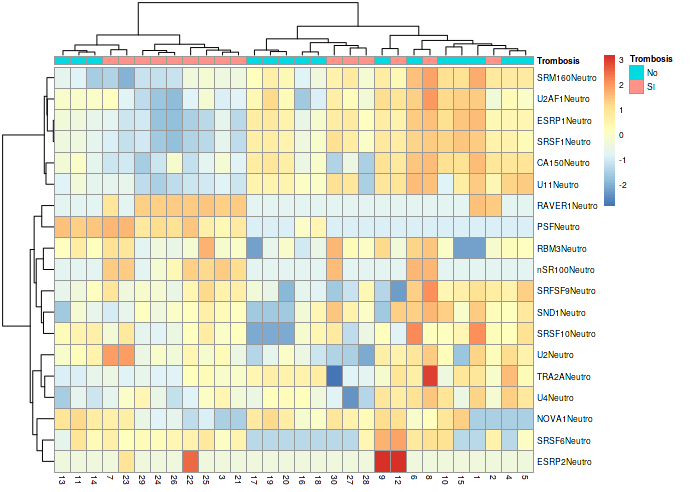 Trombosis
Trombosis
No
SI
SRM160Neutro
U2AF1Neutro
ESRP1Neutro
SRSF1Neutro
CA150Neutro
U11Neutro
RAVER1Neutro
PSFNeutro
RBM3Neutro
nSR100Neutro
SRFSF9Neutro
SND1Neutro
SRSF10Neutro
U2Neutro
TRA2ANeutro
U4Neutro
NOVA1Neutro
SRSF6Neutro
ESRP2Neutro
3
2
1
0
-1
-2
13 11 14 7 23 29 24 26 22 25 3 21 17 19 20 16 18 30 27 28 9 12 6 8 10 15 1 2 4 5